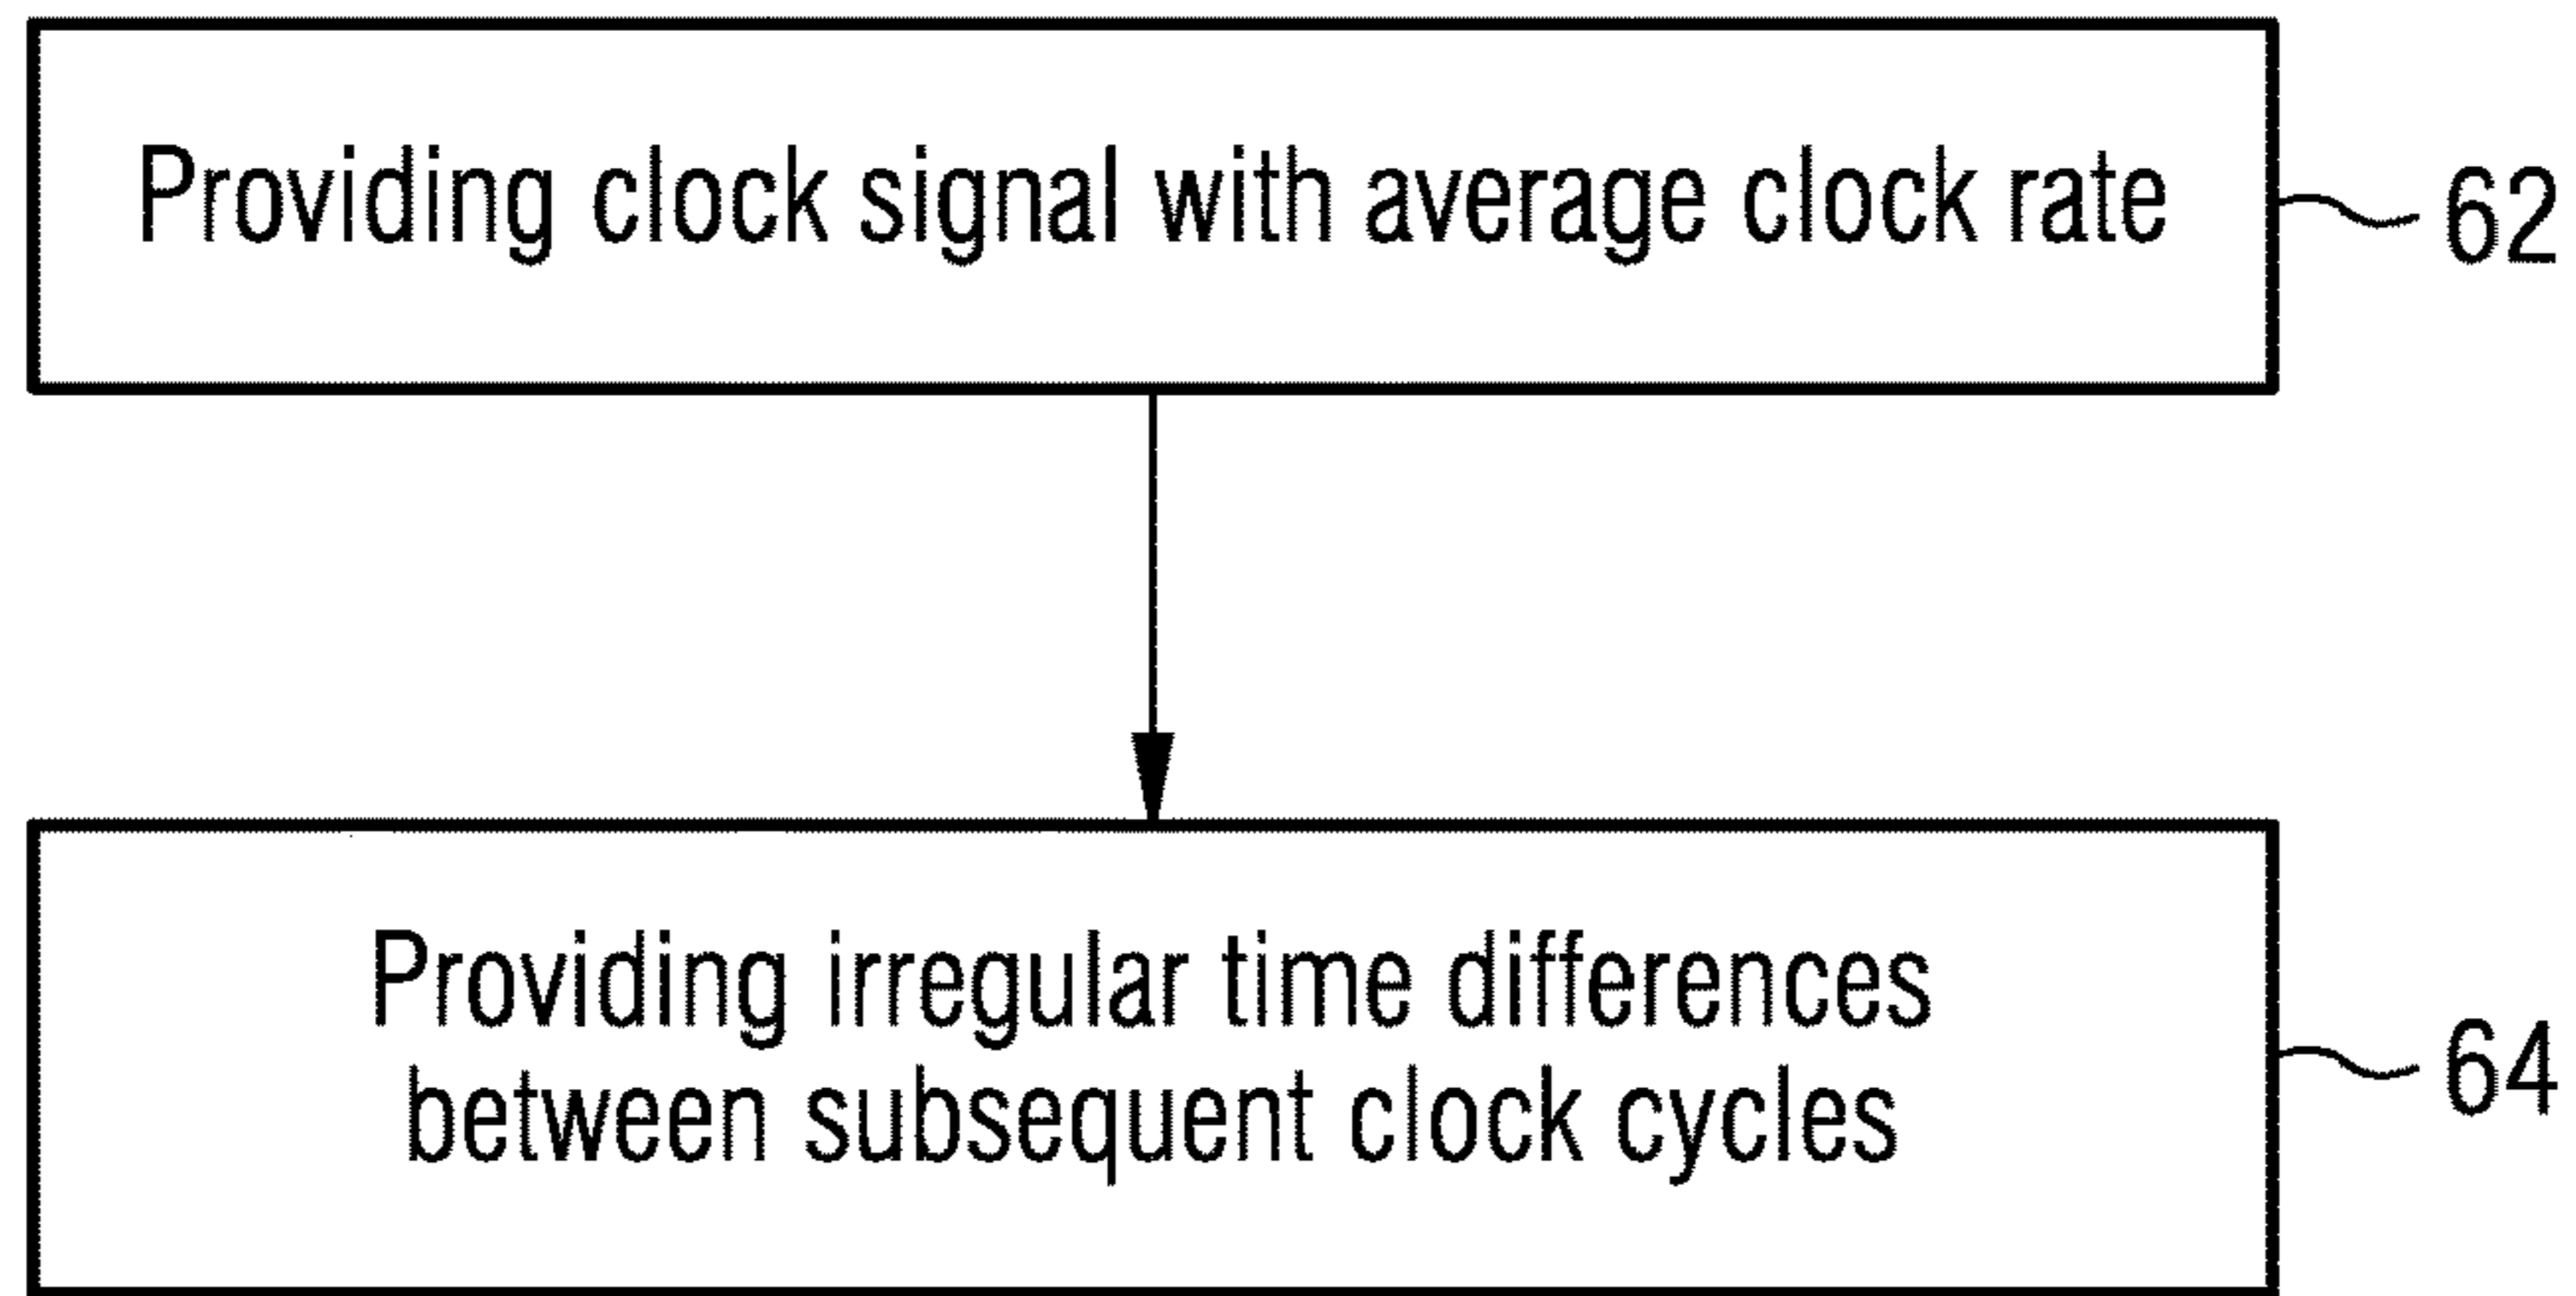 Providing clock signal with average clock rate
62
Providing irregular time differences
between subsequent clock cycles
64